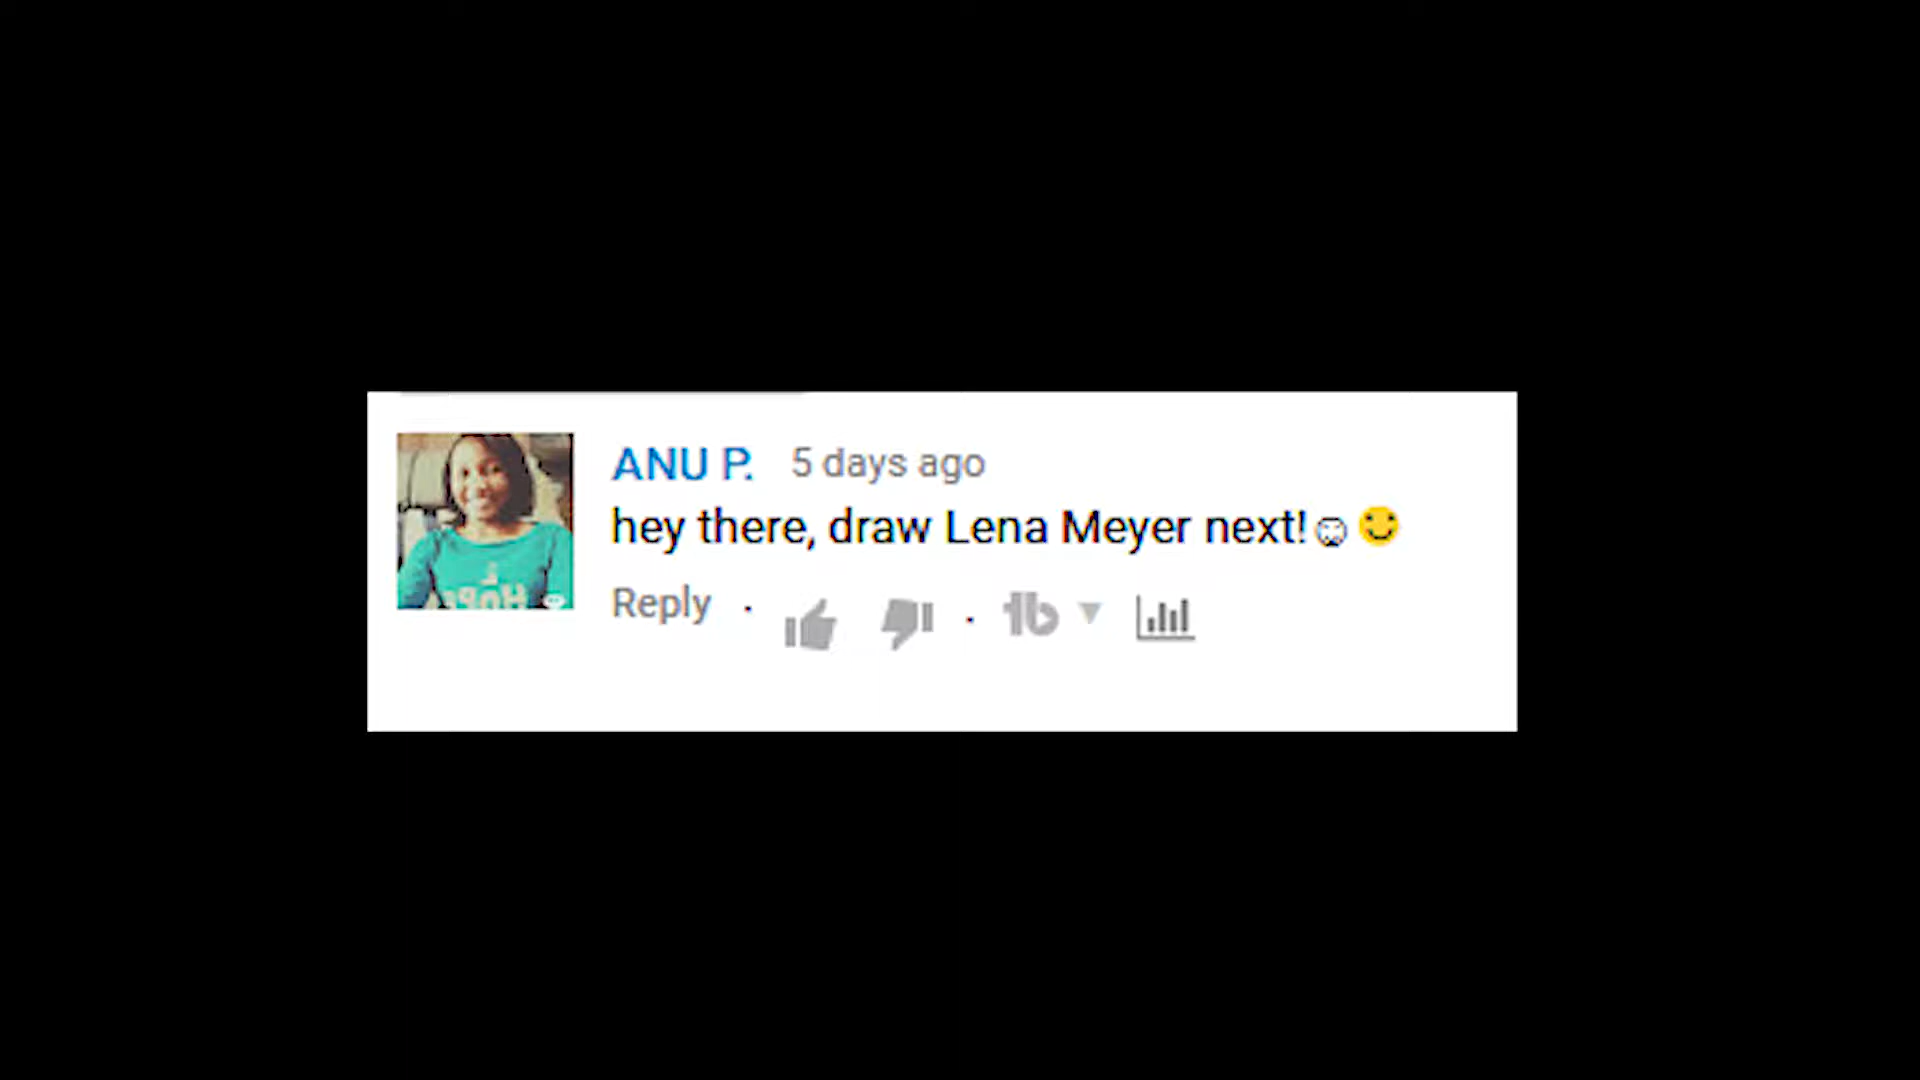 ANU P. 5 days ago
hey there, draw Lena Meyer next!☺😊
Reply